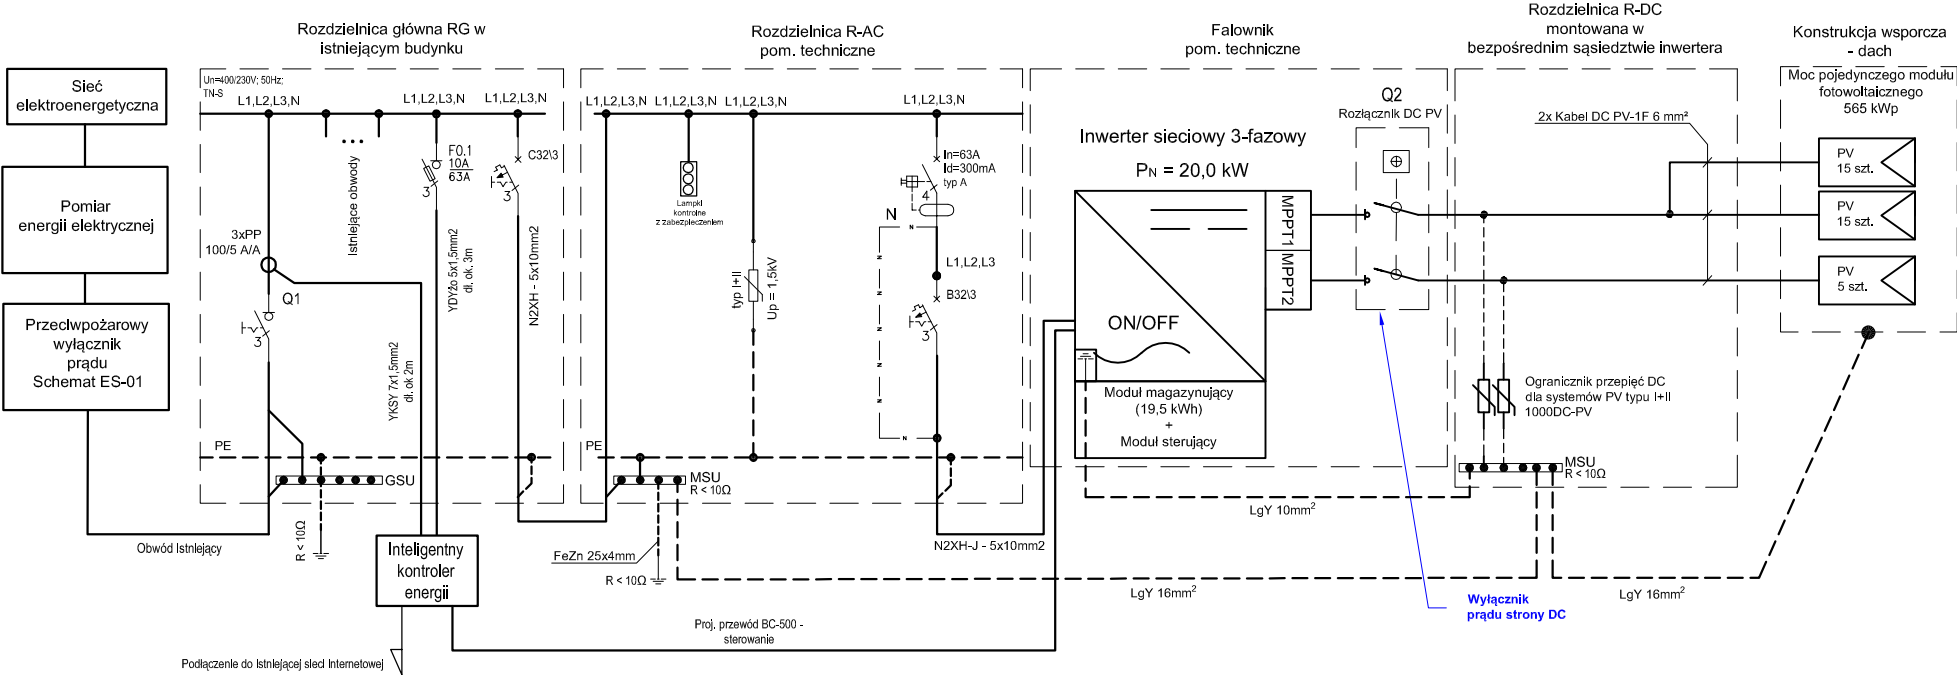 Rozdzielnica główna RG w
istniejącym budynku
Rozdzielnica R-AC
pom. techniczne
Falownik
pom. techniczne
Rozdzielnica R-DC
montowana w
bezpośrednim sąsiedztwie inwertera
Konstrukcja wsporcza
- dach
Sieć
elektroenergetyczna
Pomiar
energii elektrycznej
Przeciwpożarowy
wyłącznik
prądu
Schemat ES-01
Obwód Istniejący
Un=400/230V; 50Hz;
TN-S
L1,L2,L3,N
L1,L2,L3,N
L1,L2,L3,N
Istniejące obwody
F0.1
10A
63A
3
C32\3
3
3xPP
100/5 A/A
Q1
3
YKSY 7x1,5mm2
dł. ok 2m
YDYżo 5x1,5mm2
dł. ok. 3m
N2XH - 5x10mm2
PE
GSU
R < 10Ω
Inteligentny
kontroler
energii
Podłączenie do Istniejącej sieci Internetowej
Proj. przewód BC-500 -
sterowanie
L1,L2,L3,N
L1,L2,L3,N
L1,L2,L3,N
L1,L2,L3,N
Lampki
kontrolne
z zabezpieczeniem
typ I+II
Up = 1,5kV
In=63A
Id=300mA
typ A
4
N
N
N
N
N
N
N
N
L1,L2,L3
B32\3
3
PE
MSU
R < 10Ω
FeZn 25x4mm
R < 10Ω
N2XH-J - 5x10mm2
Inwerter sieciowy 3-fazowy
PN = 20,0 kW
MPPT1
MPPT2
ON/OFF
Moduł magazynujący
(19,5 kWh)
+
Moduł sterujący
Q2
Rozłącznik DC PV
LgY 10mm²
LgY 16mm²
Wyłącznik
prądu strony DC
2x Kabel DC PV-1F 6 mm²
Ogranicznik przepięć DC
dla systemów PV typu I+II
1000DC-PV
MSU
R < 10Ω
LgY 16mm²
Moc pojedynczego modułu
fotowoltaicznego
565 kWp
PV
15 szt.
PV
15 szt.
PV
5 szt.